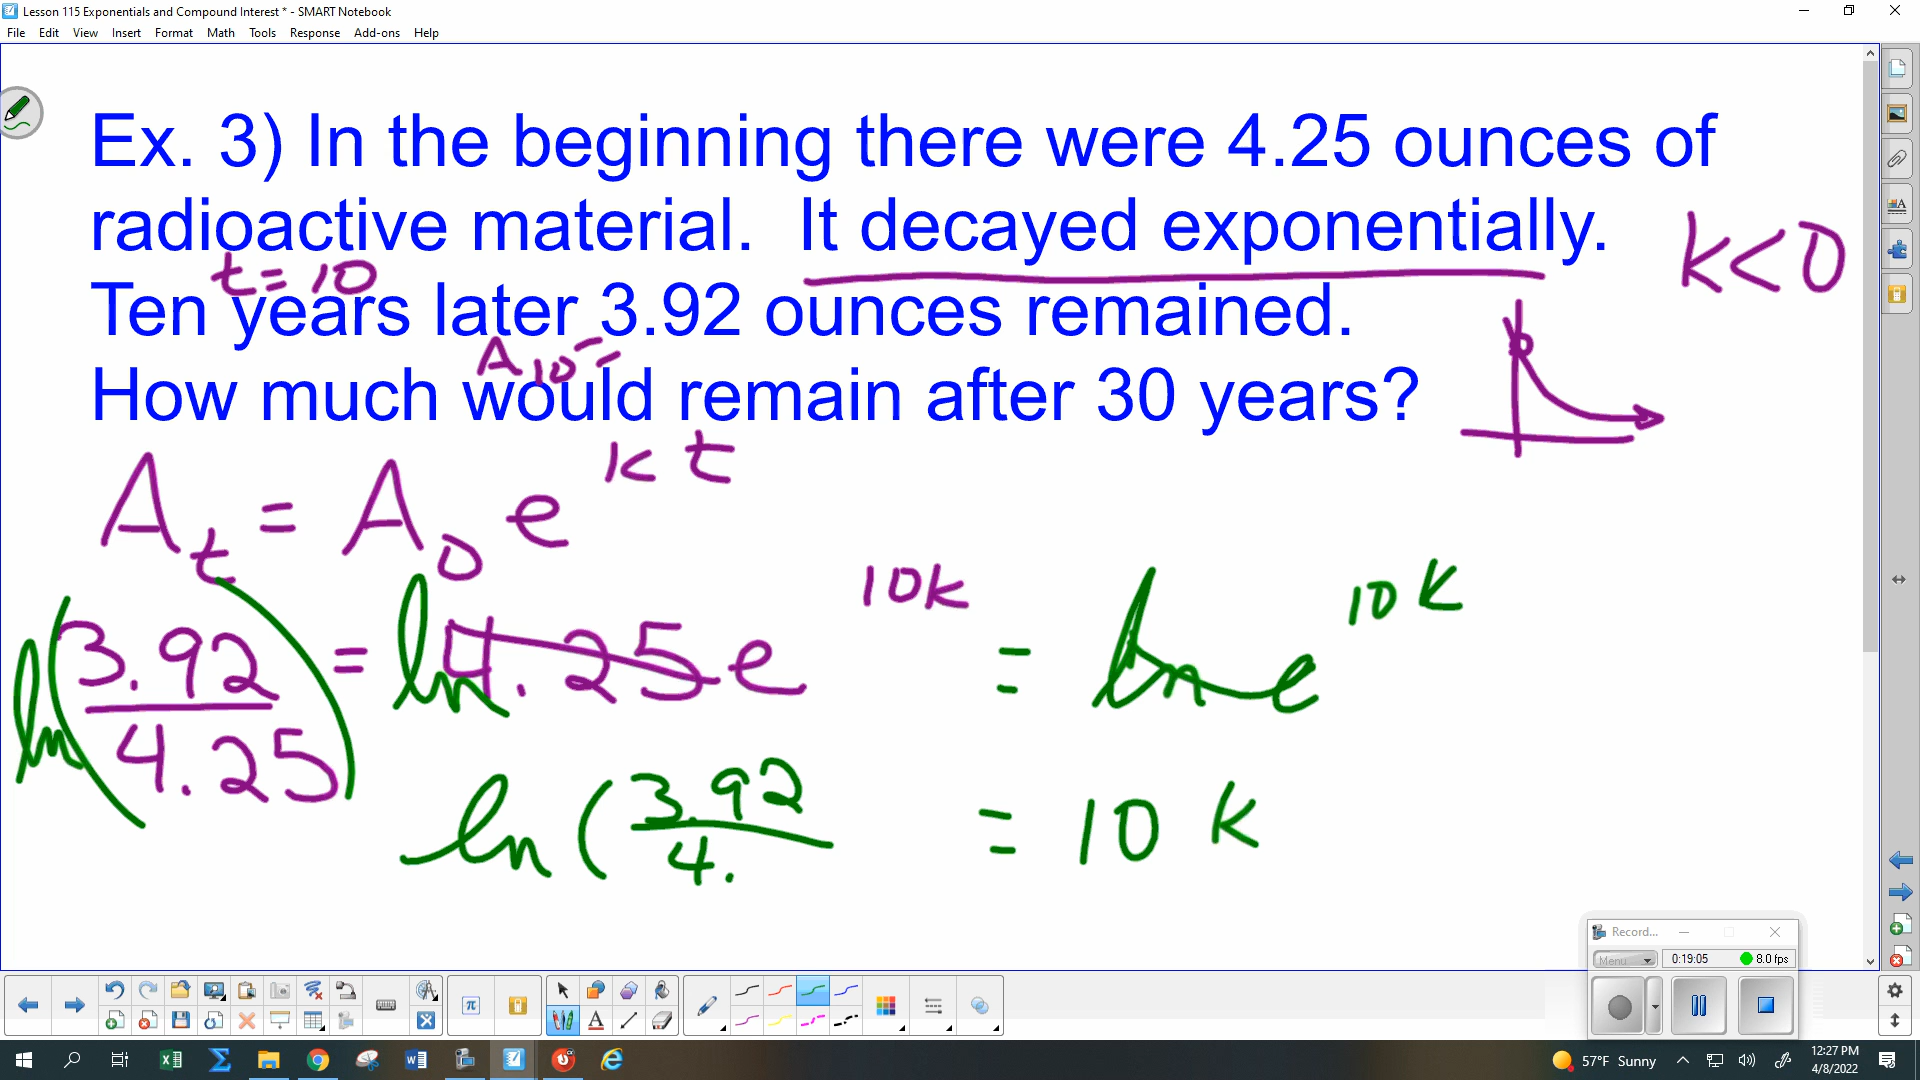 Lesson 115 Exponentials and Compound Interest * - SMART Notebook
File Edit View Insert Format Math Tools Response Add-ons Help
Ex. 3) In the beginning there were 4.25 ounces of
radioactive material. It decayed exponentially.
k<0
t = 10
Ten years later 3.92 ounces remained.
A10 =
How much would remain after 30 years?
At = A0 e^kt
ln(3.92/4.25) = ln 4.25 e^10k = ln e^10k
ln(3.92/4. = 10 k
Record...
Menu 0:19:05 8.0 fps
57°F Sunny
12:27 PM
4/8/2022